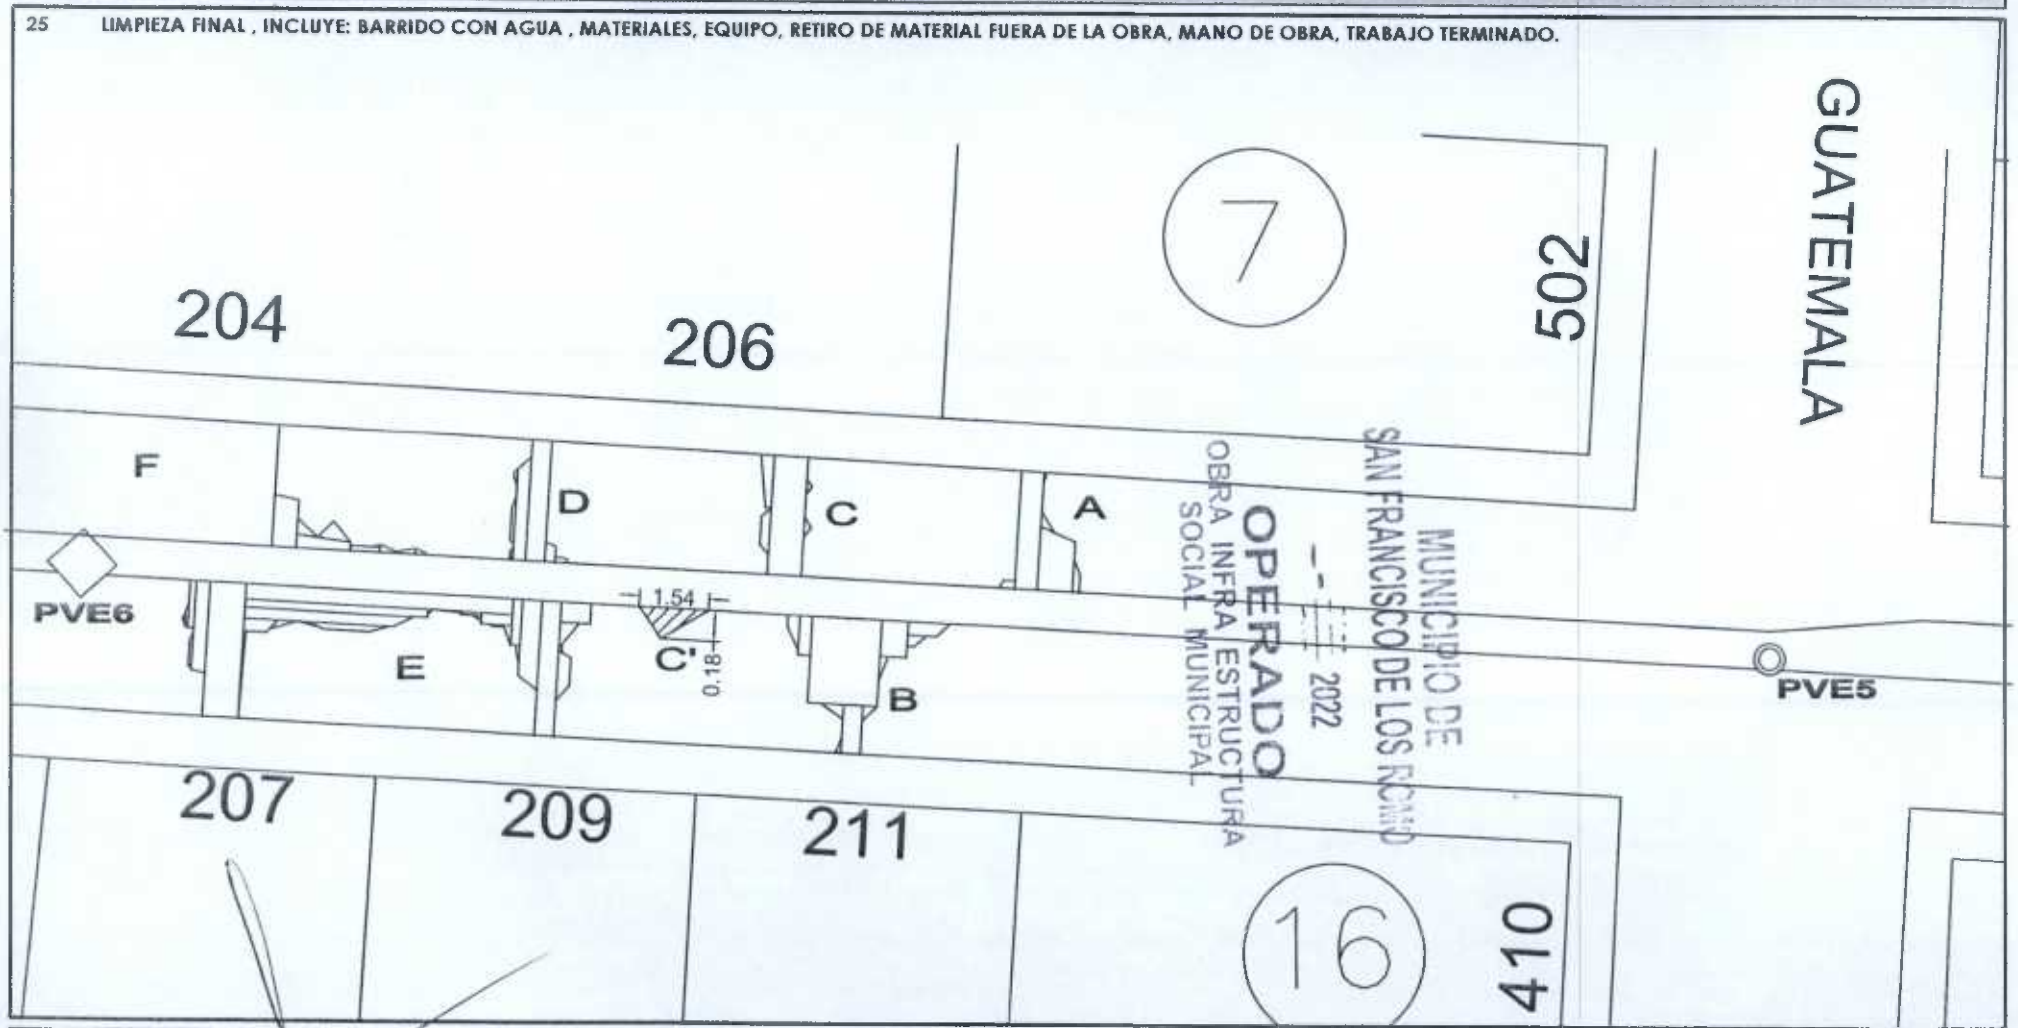 25 LIMPIEZA FINAL , INCLUYE: BARRIDO CON AGUA , MATERIALES, EQUIPO, RETIRO DE MATERIAL FUERA DE LA OBRA, MANO DE OBRA, TRABAJO TERMINADO.
GUATEMALA
7
502
204
206
F
D
C
A
PVE6
1.54
C'
0.81
E
B
PVE5
MUNICIPIO DE
SAN FRANCISCO DE LOS ROMO
2022
OPERADO
OBRA INFRA ESTRUCTURA
SOCIAL MUNICIPAL
207
209
211
16
410